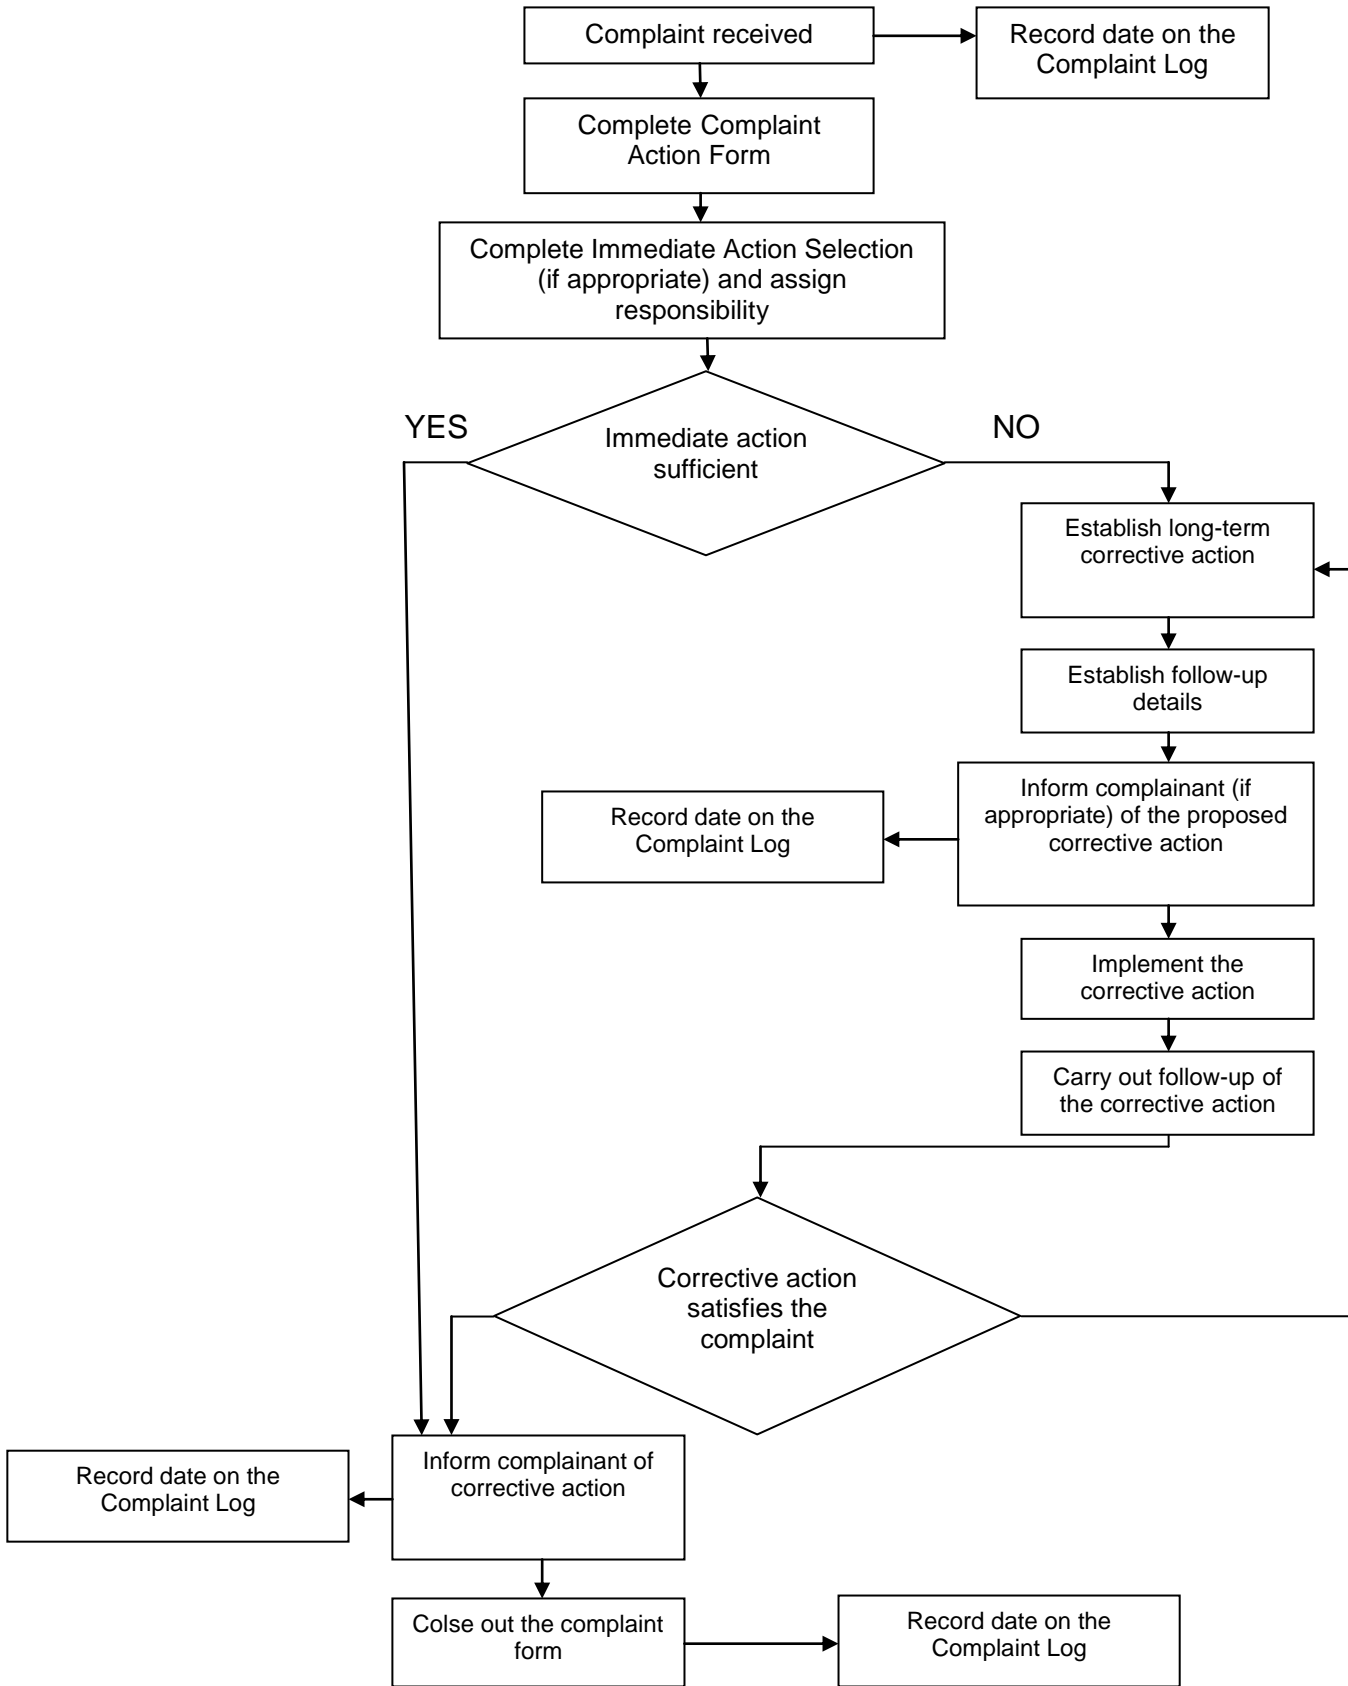 Complaint received
Record date on the
Complaint Log
Complete Complaint
Action Form
Complete Immediate Action Selection
(if appropriate) and assign
responsibility
YES
NO
Immediate action
sufficient
Establish long-term
corrective action
Establish follow-up
details
Inform complainant (if
appropriate) of the proposed
corrective action
Record date on the
Complaint Log
Implement the
corrective action
Carry out follow-up of
the corrective action
Corrective action
satisfies the
complaint
Inform complainant of
corrective action
Record date on the
Complaint Log
Colse out the complaint
form
Record date on the
Complaint Log